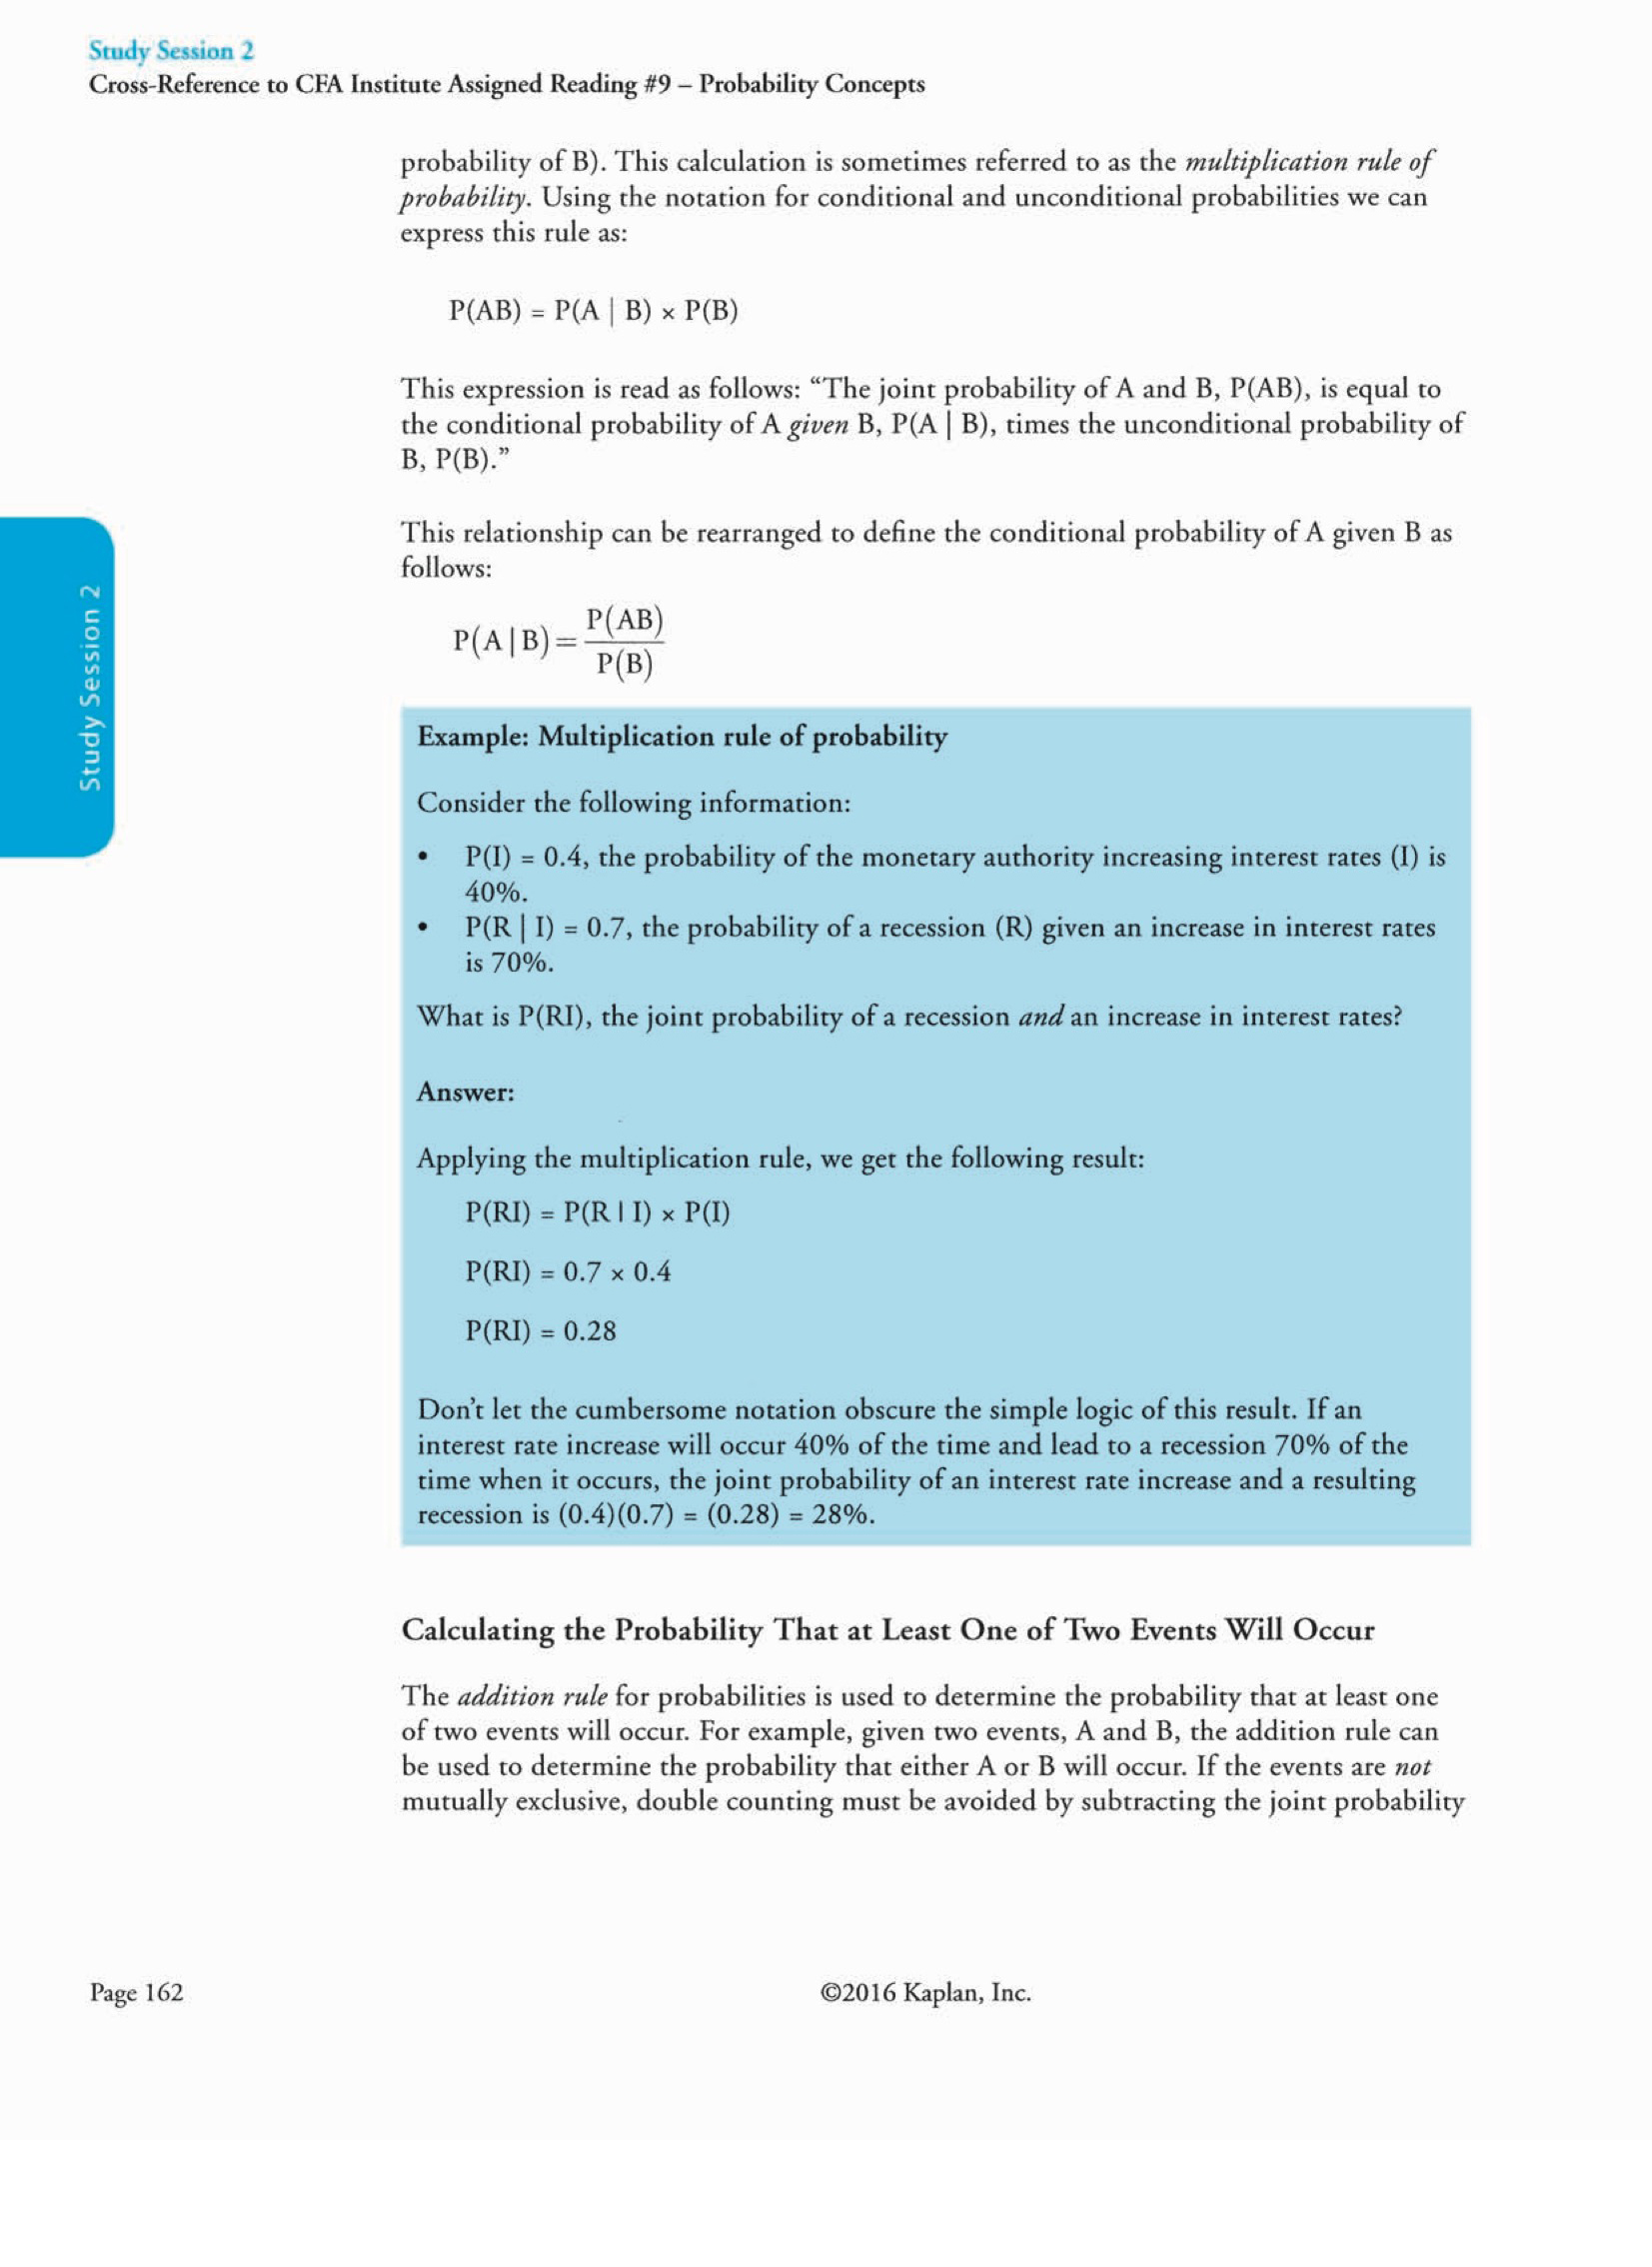 Study Session 2
Cross-Reference to CFA Institute Assigned Reading #9 – Probability Concepts
probability of B). This calculation is sometimes referred to as the multiplication rule of
probability. Using the notation for conditional and unconditional probabilities we can
express this rule as:
P(AB) = P(A | B) × P(B)
This expression is read as follows: “The joint probability of A and B, P(AB), is equal to
the conditional probability of A given B, P(A | B), times the unconditional probability of
B, P(B).”
This relationship can be rearranged to define the conditional probability of A given B as
follows:
P(A | B) = P(AB) / P(B)
Study Session 2
Example: Multiplication rule of probability
Consider the following information:
• P(I) = 0.4, the probability of the monetary authority increasing interest rates (I) is
40%.
• P(R | I) = 0.7, the probability of a recession (R) given an increase in interest rates
is 70%.
What is P(RI), the joint probability of a recession and an increase in interest rates?
Answer:
Applying the multiplication rule, we get the following result:
P(RI) = P(R | I) × P(I)
P(RI) = 0.7 × 0.4
P(RI) = 0.28
Don’t let the cumbersome notation obscure the simple logic of this result. If an
interest rate increase will occur 40% of the time and lead to a recession 70% of the
time when it occurs, the joint probability of an interest rate increase and a resulting
recession is (0.4)(0.7) = (0.28) = 28%.
Calculating the Probability That at Least One of Two Events Will Occur
The addition rule for probabilities is used to determine the probability that at least one
of two events will occur. For example, given two events, A and B, the addition rule can
be used to determine the probability that either A or B will occur. If the events are not
mutually exclusive, double counting must be avoided by subtracting the joint probability
Page 162
©2016 Kaplan, Inc.